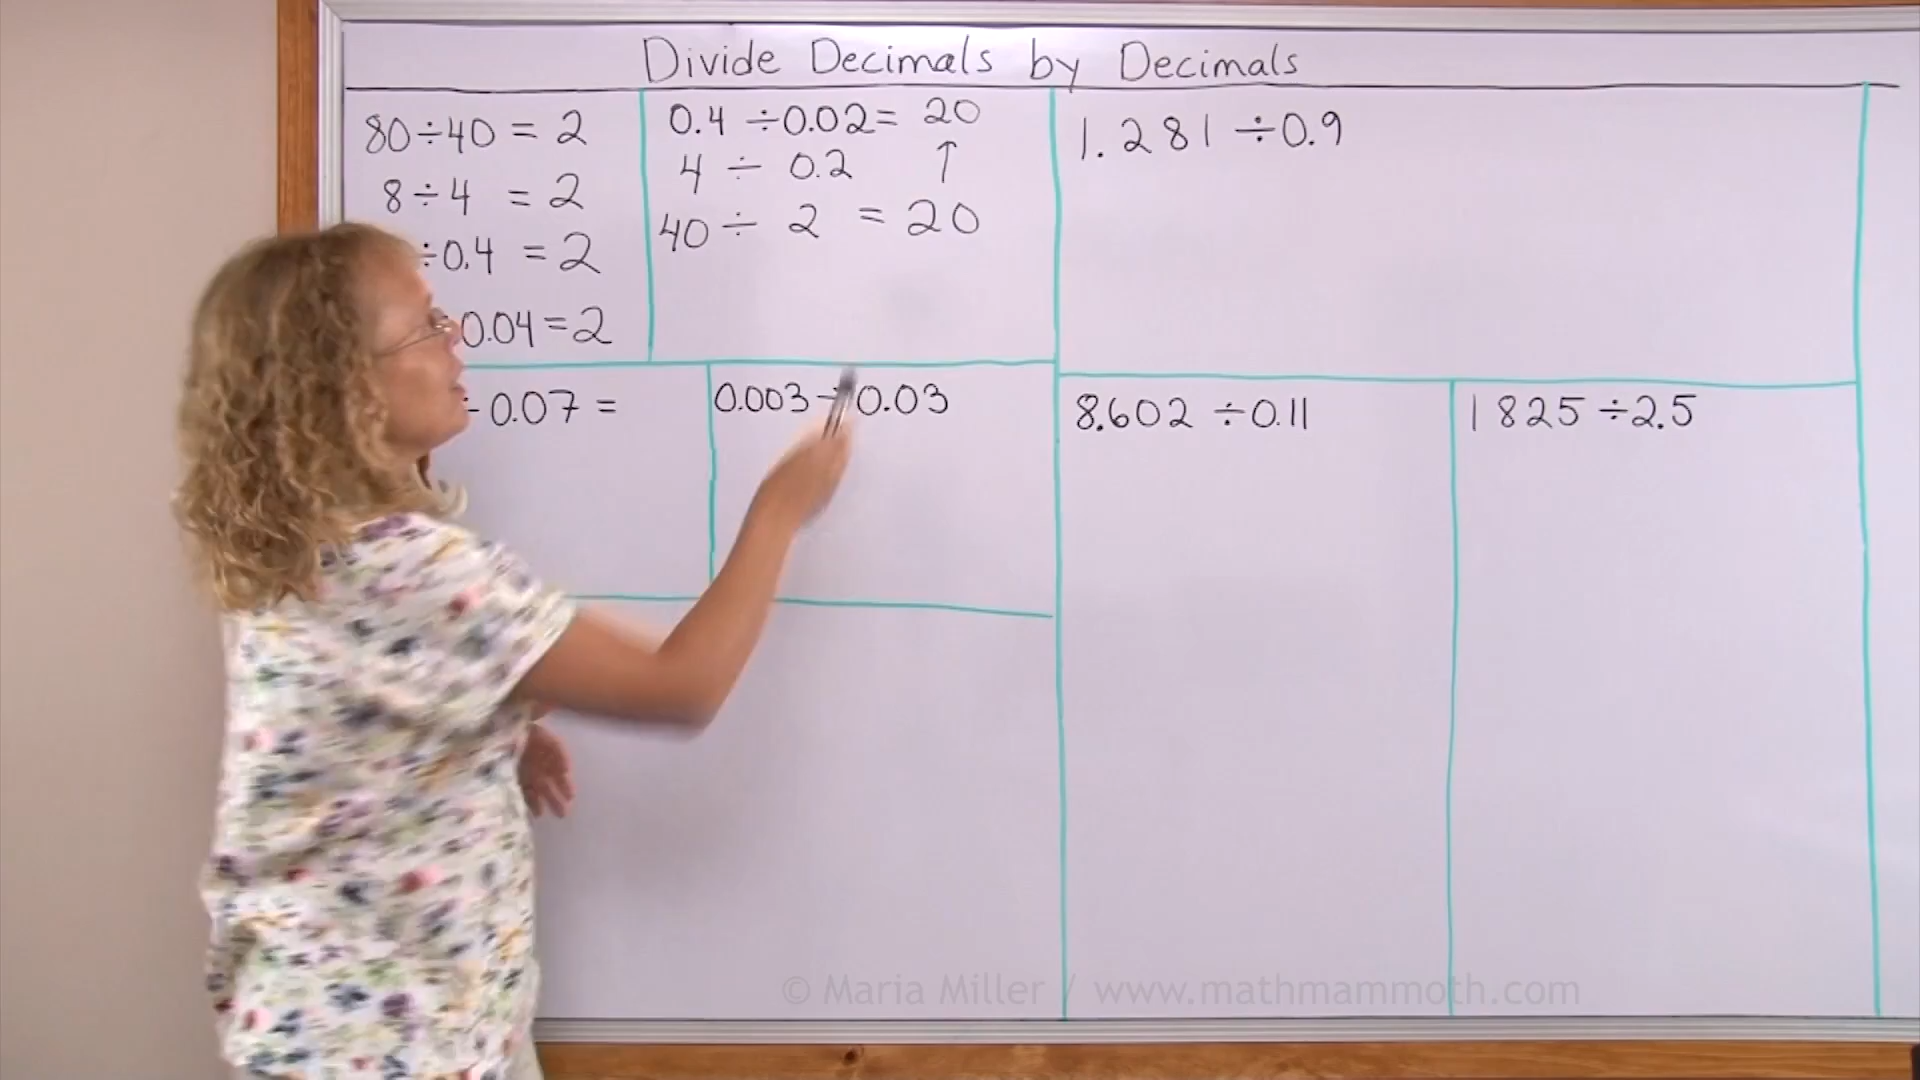 Divide Decimals by Decimals
80÷40 = 2
8÷4 = 2
÷0.4 = 2
0.04=2
0.4 ÷0.02= 20
4 ÷ 0.2 ↑
40 ÷ 2 = 20
1.281 ÷0.9
0.07 =
0.003÷0.03
8.602 ÷0.11
1825 ÷2.5
© Maria Miller / www.mathmammoth.com